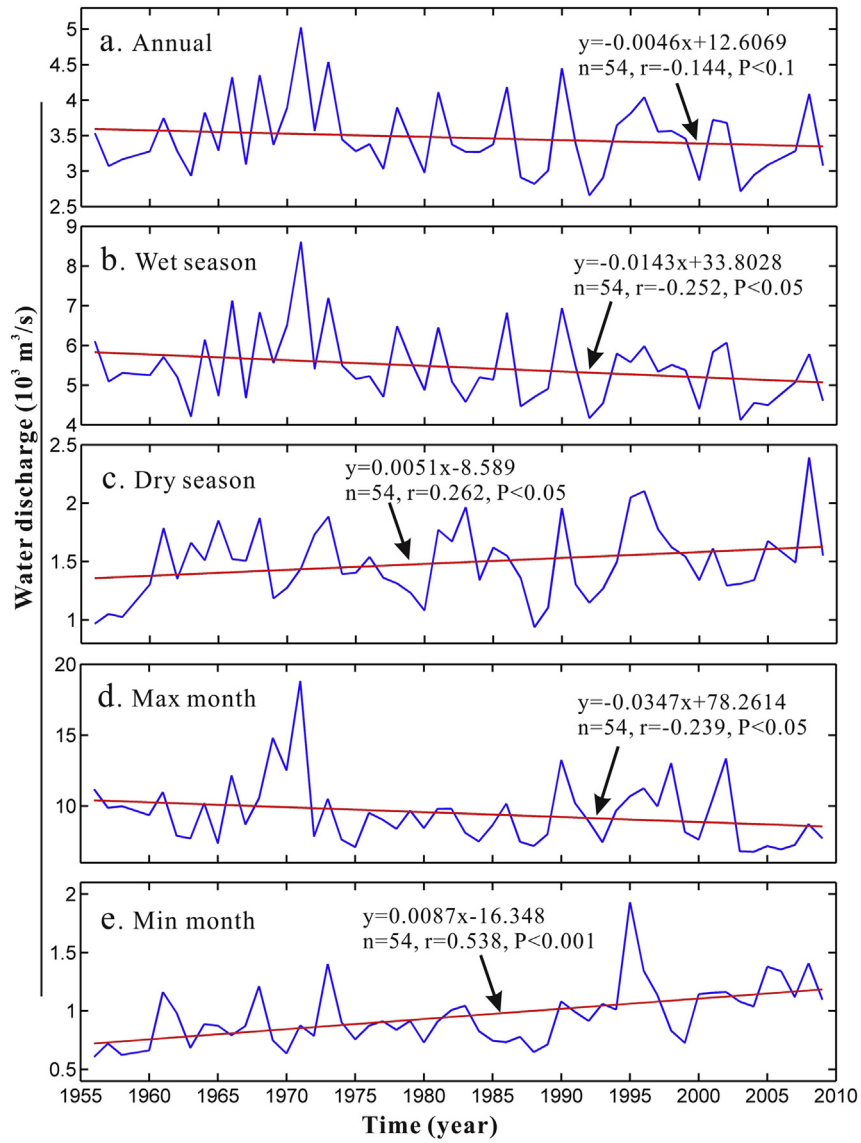 a. Annual
y=-0.0046x+12.6069
n=54, r=-0.144, P<0.1
5
4.5
4
3.5
3
2.5
b. Wet season
y=-0.0143x+33.8028
n=54, r=-0.252, P<0.05
9
8
7
6
5
4
c. Dry season
y=0.0051x-8.589
n=54, r=0.262, P<0.05
2.5
2
1.5
1
d. Max month
y=-0.0347x+78.2614
n=54, r=-0.239, P<0.05
20
15
10
e. Min month
y=0.0087x-16.348
n=54, r=0.538, P<0.001
2
1.5
1
0.5
1955 1960 1965 1970 1975 1980 1985 1990 1995 2000 2005 2010
Time (year)
Water discharge (10³ m³/s)